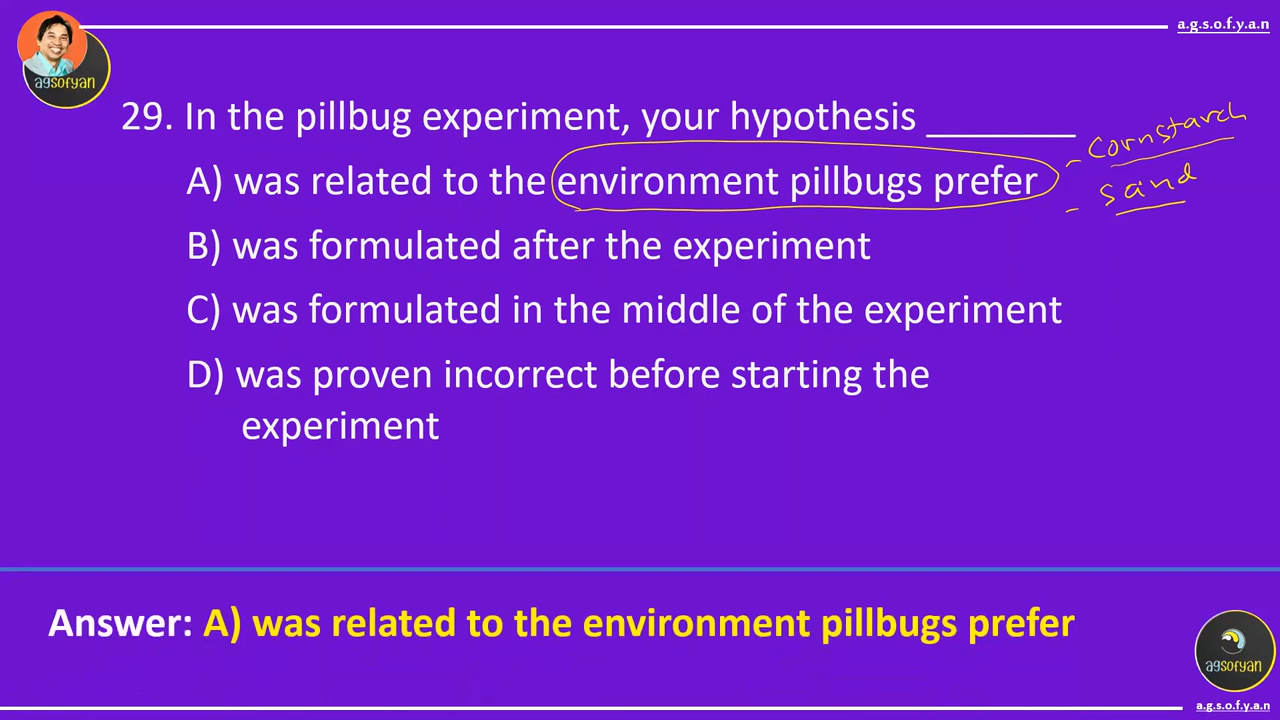 a.g.s.o.f.y.a.n
agsofyan
29. In the pillbug experiment, your hypothesis ________
A) was related to the environment pillbugs prefer
- Cornstarch
- Sand
B) was formulated after the experiment
C) was formulated in the middle of the experiment
D) was proven incorrect before starting the
experiment
Answer: A) was related to the environment pillbugs prefer
agsofyan
a.g.s.o.f.y.a.n